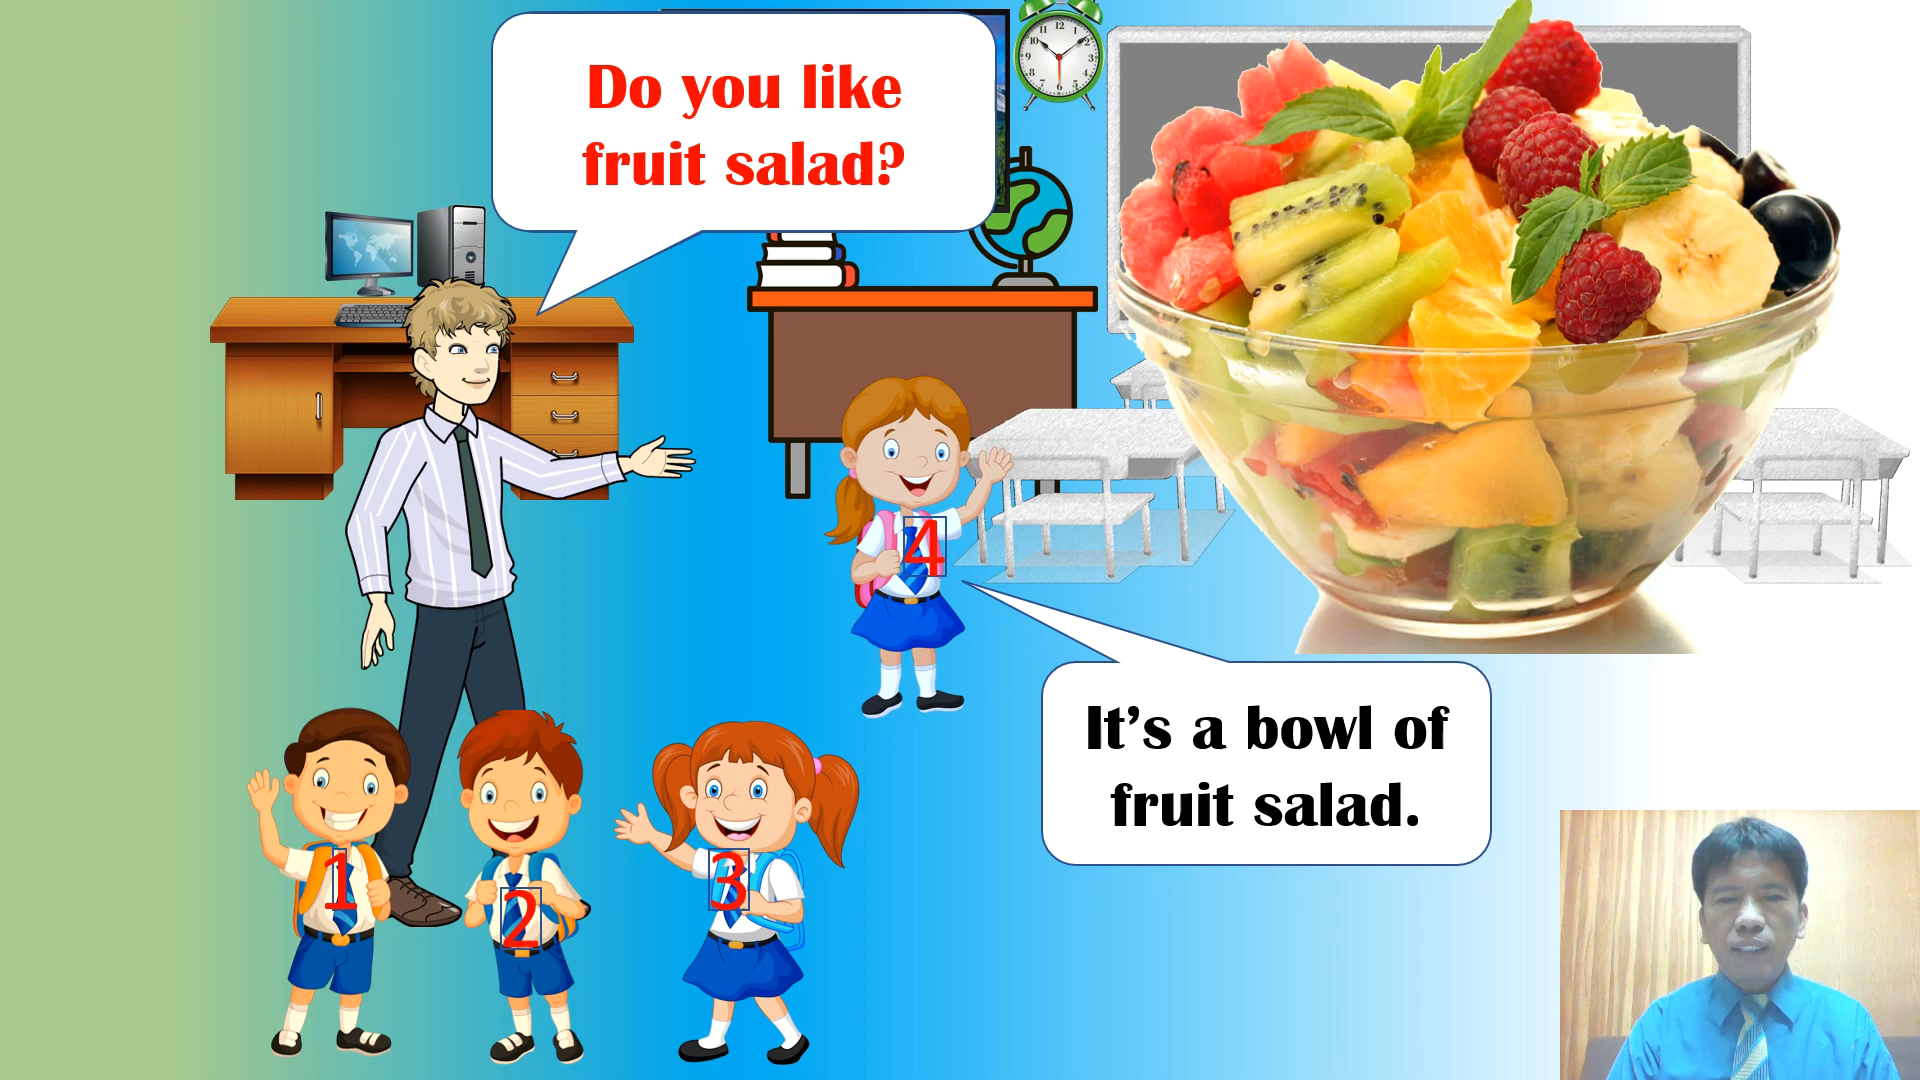 Do you like
fruit salad?
It's a bowl of
fruit salad.
4
1
2
3